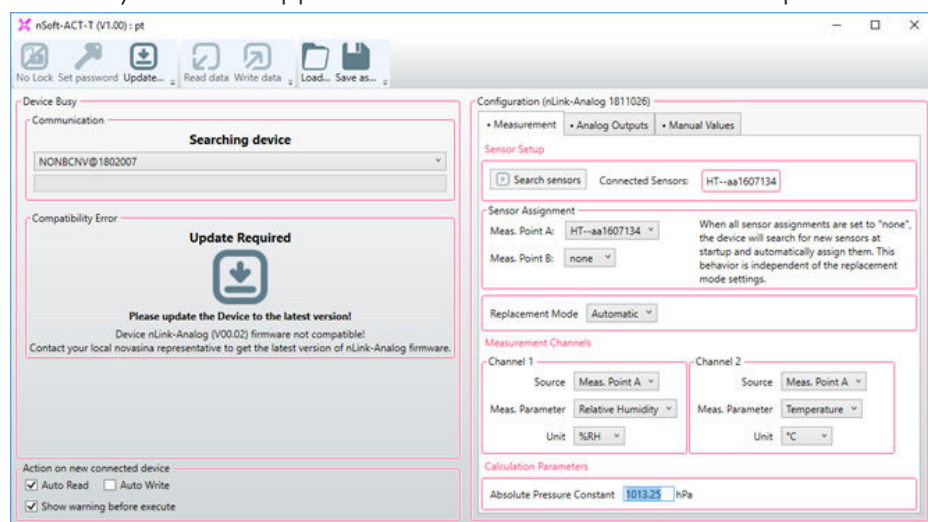 nSoft-ACT-T (V1.00) : pt
No Lock Set password Update... Read data Write data Load... Save as...
Device Busy
Communication
Searching device
NONBCNV@1802007
Compatibility Error
Update Required
Please update the Device to the latest version!
Device nLink-Analog (V00.02) firmware not compatible!
Contact your local novasina representative to get the latest version of nLink-Analog firmware.
Action on new connected device
Auto Read Auto Write
Show warning before execute
Configuration (nLink-Analog 1811026)
• Measurement • Analog Outputs • Manual Values
Sensor Setup
Search sensors Connected Sensors: HT--aa1607134
Sensor Assignment
Meas. Point A: HT--aa1607134
Meas. Point B: none
When all sensor assignments are set to "none",
the device will search for new sensors at
startup and automatically assign them. This
behavior is independent of the replacement
mode settings.
Replacement Mode Automatic
Measurement Channels
Channel 1
Source Meas. Point A
Meas. Parameter Relative Humidity
Unit %RH
Channel 2
Source Meas. Point A
Meas. Parameter Temperature
Unit °C
Calculation Parameters
Absolute Pressure Constant 1013.25 hPa